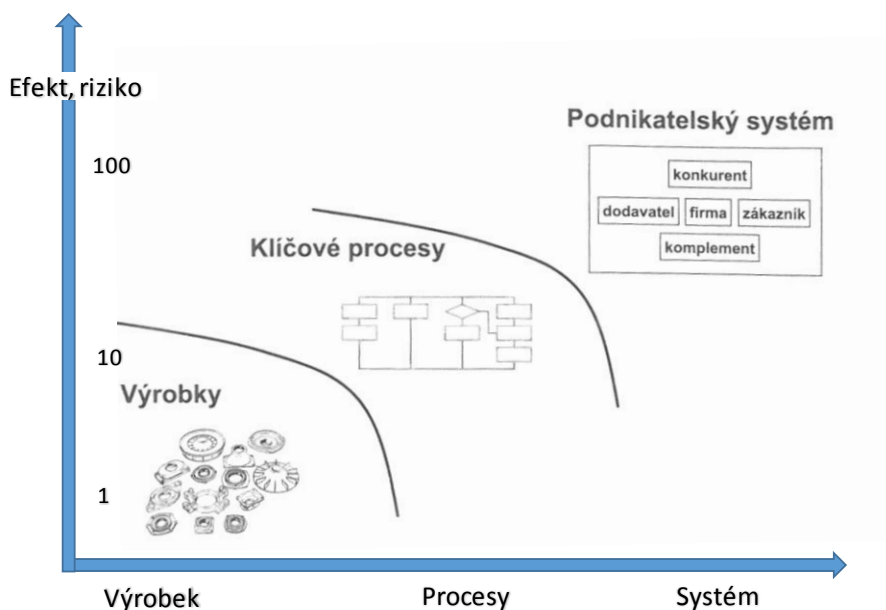 Efekt, riziko
Podnikatelský systém
100
konkurent
dodavatel firma zákazník
komplement
Klíčové procesy
10
Výrobky
1
Výrobek Procesy Systém